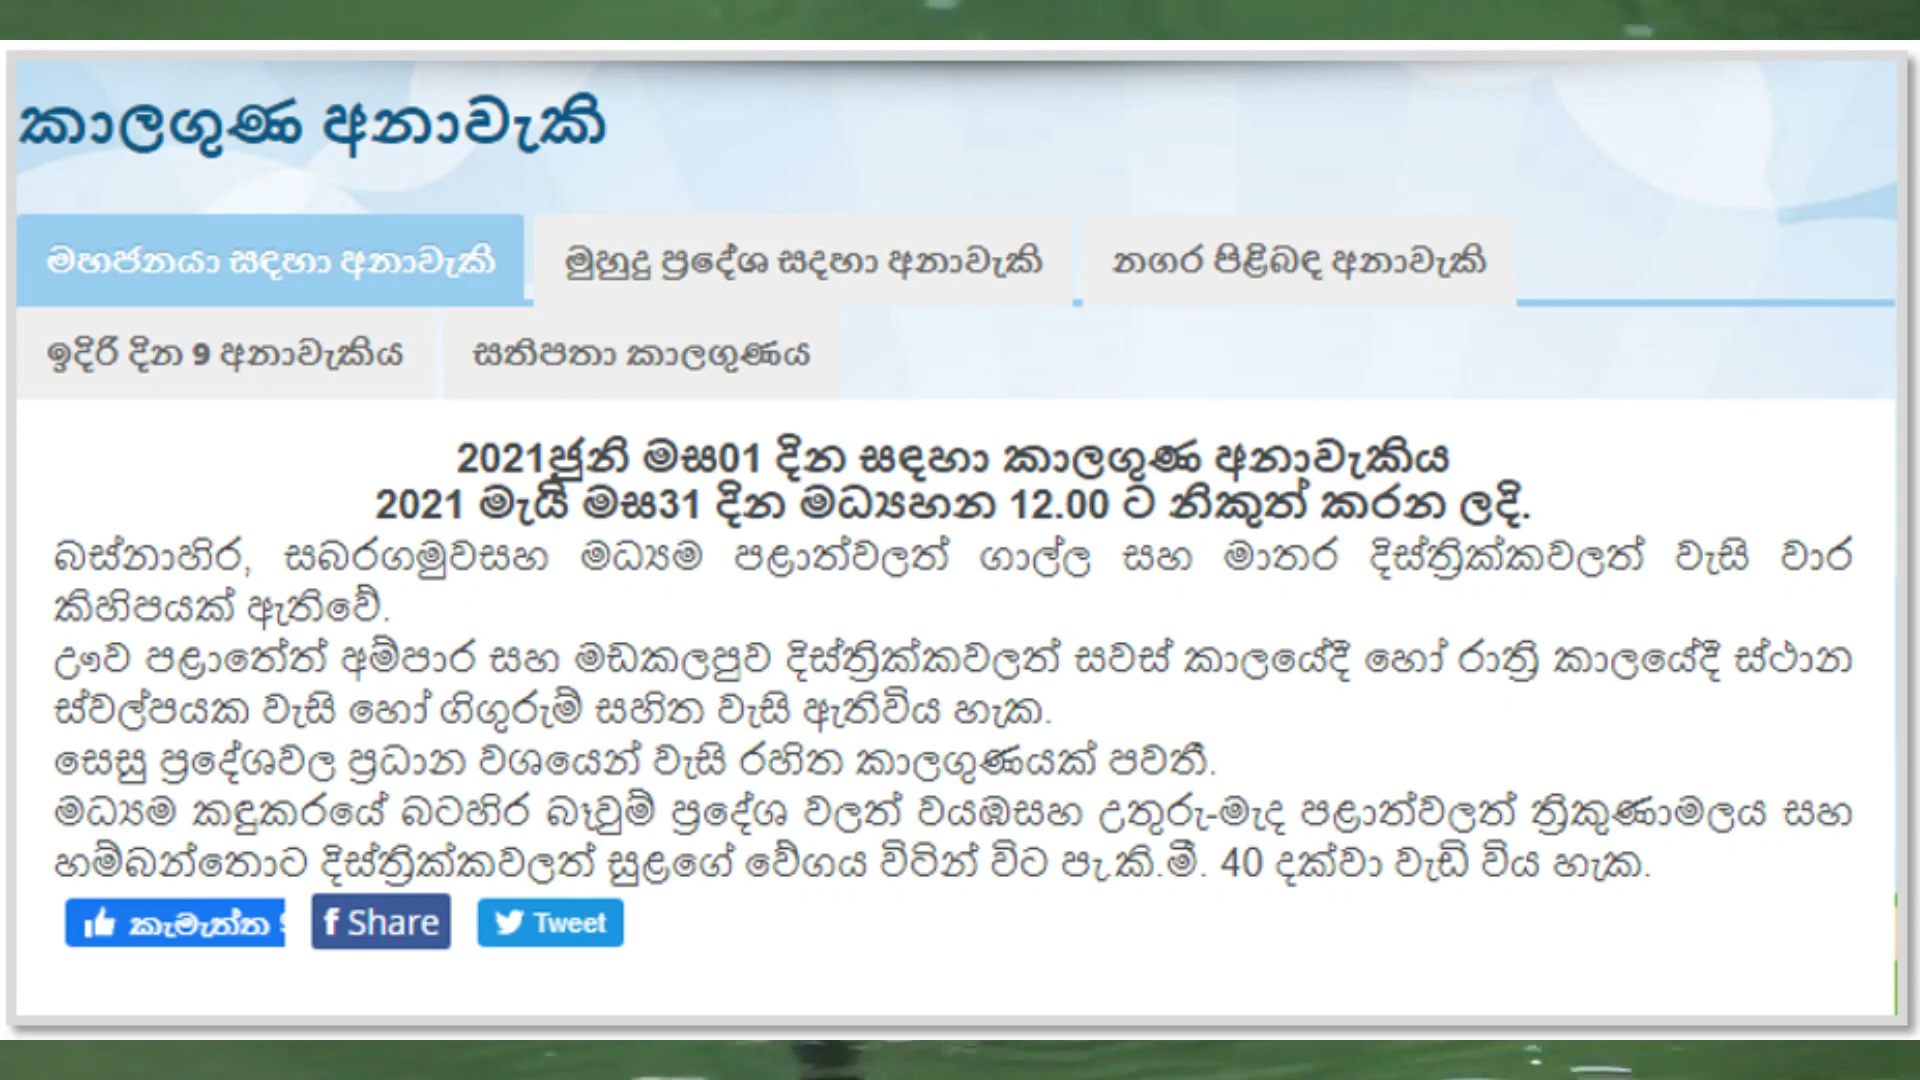 කාලගුණ අනාවැකි
මහජනයා සඳහා අනාවැකි
මුහුදු ප්‍රදේශ සඳහා අනාවැකි
නගර පිළිබඳ අනාවැකි
ඉදිරි දින 9 අනාවැකිය
සතිපතා කාලගුණය
2021ජුනි මස01 දින සඳහා කාලගුණ අනාවැකිය
2021 මැයි මස31 දින මධ්‍යහන 12.00 ට නිකුත් කරන ලදි.
බස්නාහිර, සබරගමුවසහ මධ්‍යම පළාත්වලත් ගාල්ල සහ මාතර දිස්ත්‍රික්කවලත් වැසි වාර
කිහිපයක් ඇතිවේ.
ඌව පළාතේත් අම්පාර සහ මඩකලපුව දිස්ත්‍රික්කවලත් සවස් කාලයේදී හෝ රාත්‍රි කාලයේදී ස්ථාන
ස්වල්පයක වැසි හෝ ගිගුරුම් සහිත වැසි ඇතිවිය හැක.
සෙසු ප්‍රදේශවල ප්‍රධාන වශයෙන් වැසි රහිත කාලගුණයක් පවතී.
මධ්‍යම කඳුකරයේ බටහිර බෑවුම් ප්‍රදේශ වලත් වයඹසහ උතුරු-මැද පළාත්වලත් ත්‍රිකුණාමලය සහ
හම්බන්තොට දිස්ත්‍රික්කවලත් සුළගේ වේගය විටින් විට පැ.කි.මී. 40 දක්වා වැඩි විය හැක.
කැමැත්ත
f Share
Tweet